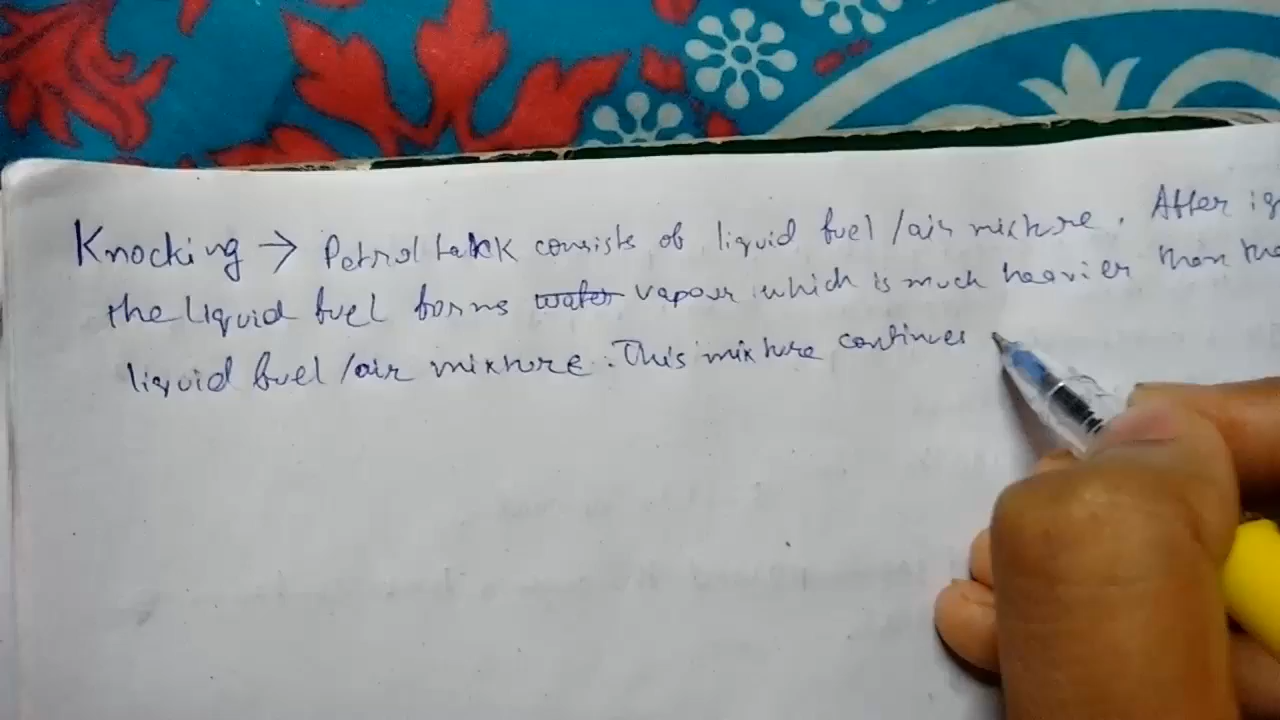 Knocking → Petrol tank consists of liquid fuel /air mixture. After ig
the liquid fuel forms water vapour which is much heavier than the
liquid fuel /air mixture. This mixture continues